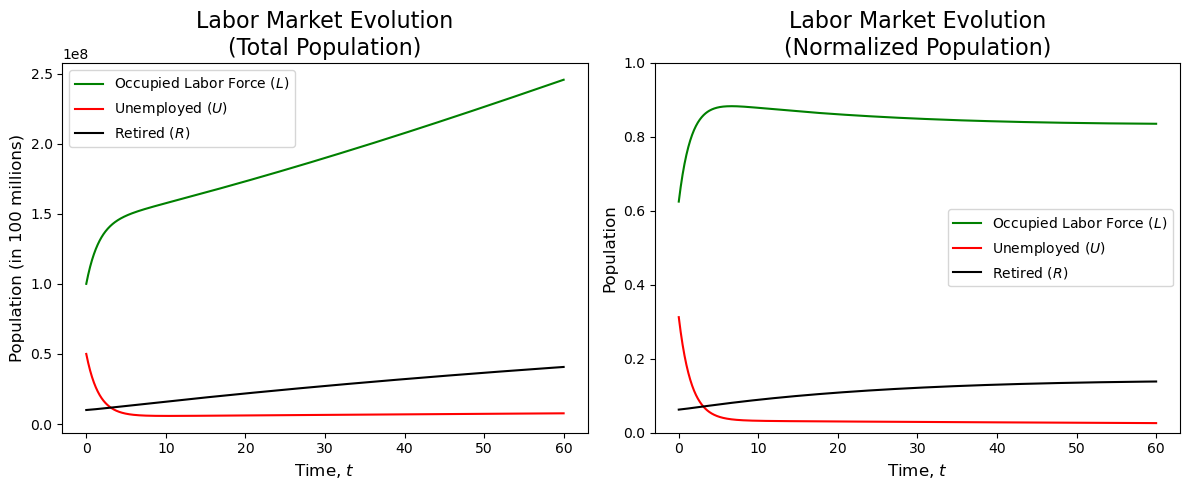 Labor Market Evolution
(Total Population)
1e8
2.5
2.0
1.5
1.0
0.5
0.0
Population (in 100 millions)
Occupied Labor Force (L)
Unemployed (U)
Retired (R)
0 10 20 30 40 50 60
Time, t
Labor Market Evolution
(Normalized Population)
1.0
0.8
0.6
0.4
0.2
0.0
Population
Occupied Labor Force (L)
Unemployed (U)
Retired (R)
0 10 20 30 40 50 60
Time, t